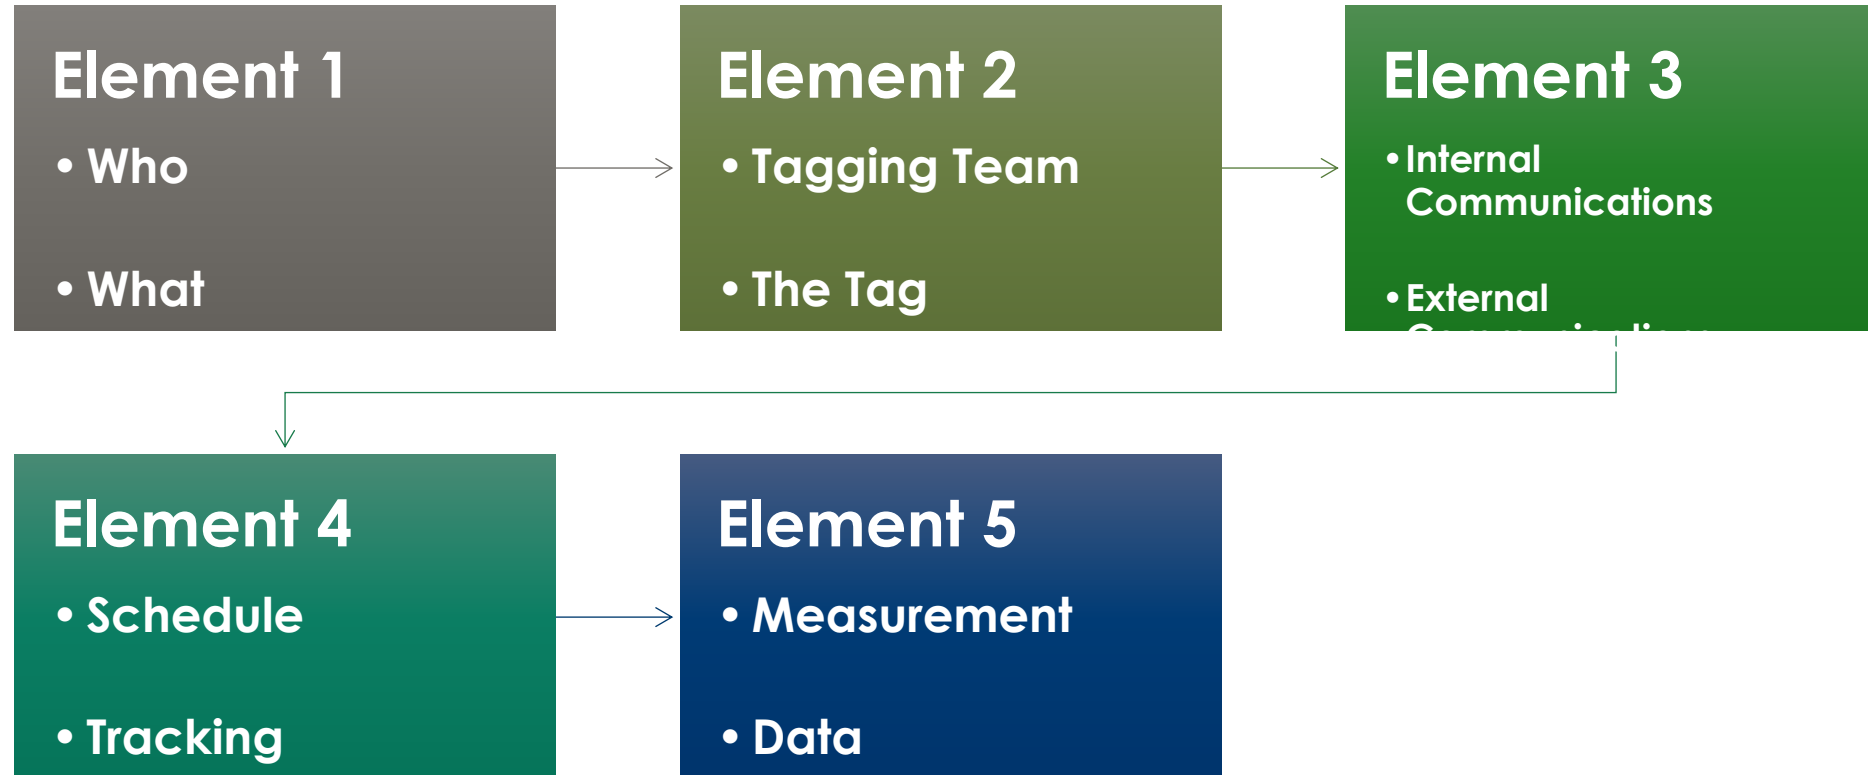 Element 1
• Who
• What
Element 2
• Tagging Team
• The Tag
Element 3
• Internal
Communications
• External
Communications
Element 4
• Schedule
• Tracking
Element 5
• Measurement
• Data